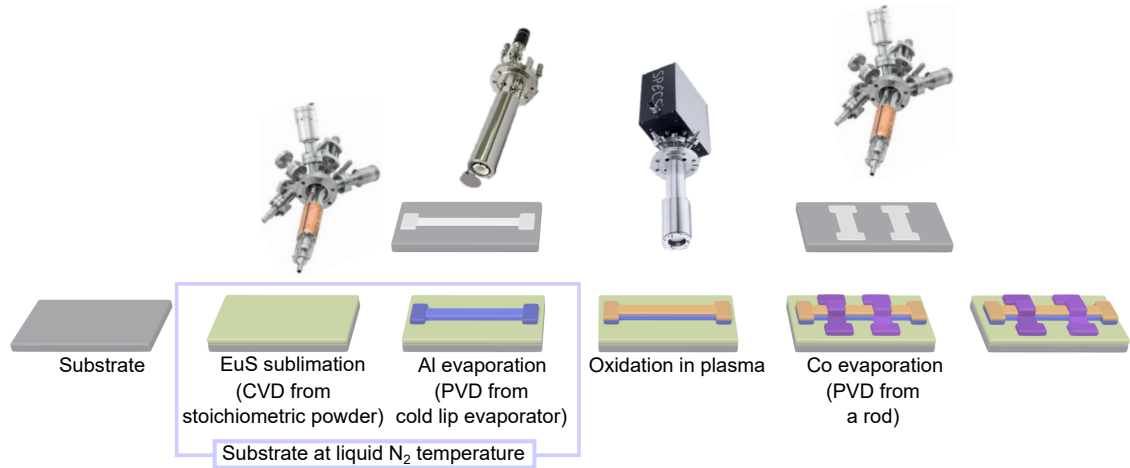 SPECS
Substrate
EuS sublimation
(CVD from
stoichiometric powder)
Al evaporation
(PVD from
cold lip evaporator)
Oxidation in plasma
Co evaporation
(PVD from
a rod)
Substrate at liquid N₂ temperature